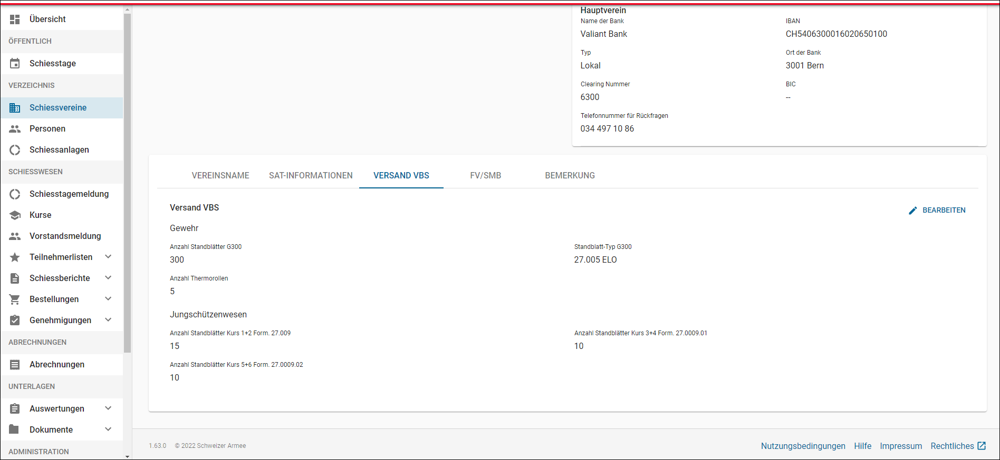 Übersicht
ÖFFENTLICH
Schiesstage
VERZEICHNIS
Schiessvereine
Personen
Schiessanlagen
SCHIESSWESEN
Schiesstagemeldung
Kurse
Vorstandsmeldung
Teilnehmerlisten
Schiessberichte
Bestellungen
Genehmigungen
ABRECHNUNGEN
Abrechnungen
UNTERLAGEN
Auswertungen
Dokumente
ADMINISTRATION
Hauptverein
Name der Bank
Valiant Bank
IBAN
CH5406300016020650100
Typ
Lokal
Ort der Bank
3001 Bern
Clearing Nummer
6300
BIC
--
Telefonnummer für Rückfragen
034 497 10 86
VEREINSNAME SAT-INFORMATIONEN VERSAND VBS FV/SMB BEMERKUNG
Versand VBS
BEARBEITEN
Gewehr
Anzahl Standblätter G300
300
Standblatt-Typ G300
27.005 ELO
Anzahl Thermorollen
5
Jungschützenwesen
Anzahl Standblätter Kurs 1+2 Form. 27.009
15
Anzahl Standblätter Kurs 3+4 Form. 27.0009.01
10
Anzahl Standblätter Kurs 5+6 Form. 27.0009.02
10
1.63.0 © 2022 Schweizer Armee
Nutzungsbedingungen Hilfe Impressum Rechtliches